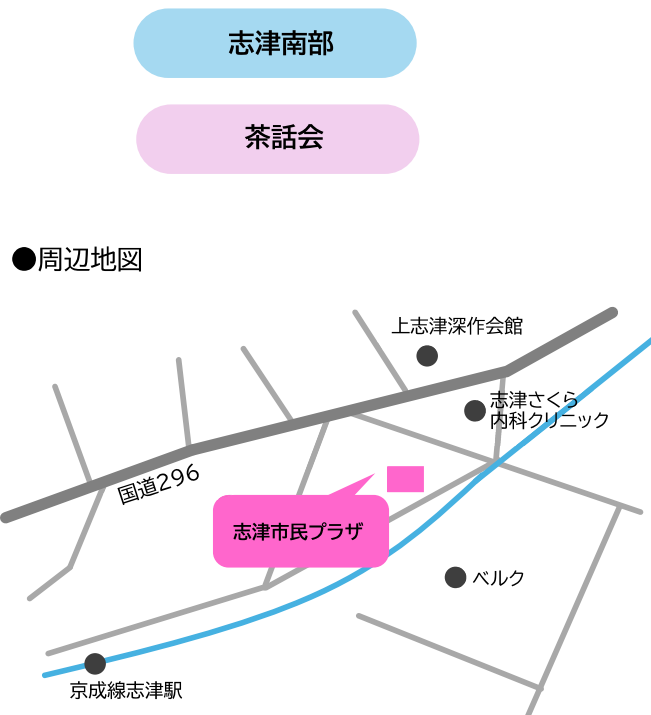 志津南部
茶話会
●周辺地図
上志津深作会館
志津さくら
内科クリニック
国道296
志津市民プラザ
ベルク
京成線志津駅